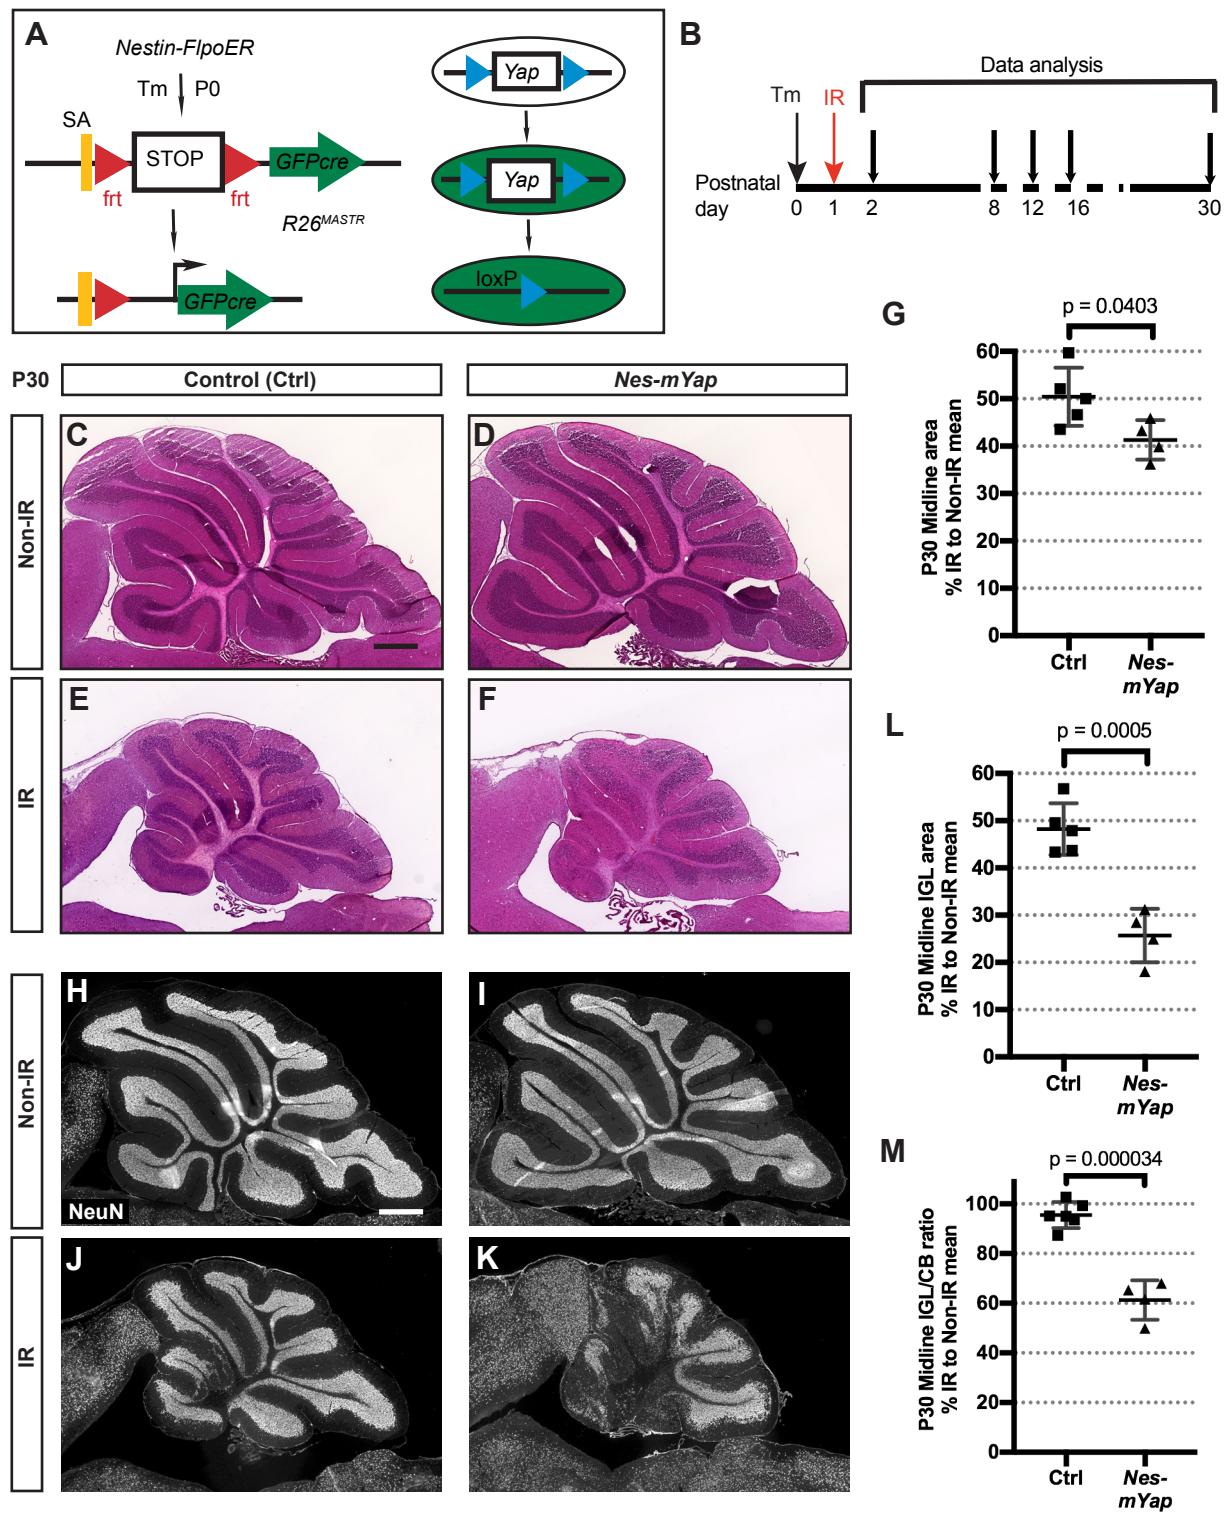 A
Nestin-FlpoER
Tm P0
SA
STOP
GFPcre
frt
frt
R26MASTR
GFPcre
Yap
Yap
loxP
B
Data analysis
Tm
IR
Postnatal
day
0 1 2 8 12 16 30
P30
Control (Ctrl)
Nes-mYap
Non-IR
C
D
IR
E
F
G
p = 0.0403
P30 Midline area
% IR to Non-IR mean
60
50
40
30
20
10
0
Ctrl
Nes-
mYap
Non-IR
H
NeuN
I
IR
J
K
L
p = 0.0005
P30 Midline IGL area
% IR to Non-IR mean
60
50
40
30
20
10
0
Ctrl
Nes-
mYap
M
p = 0.000034
P30 Midline IGL/CB ratio
% IR to Non-IR mean
100
80
60
40
20
0
Ctrl
Nes-
mYap